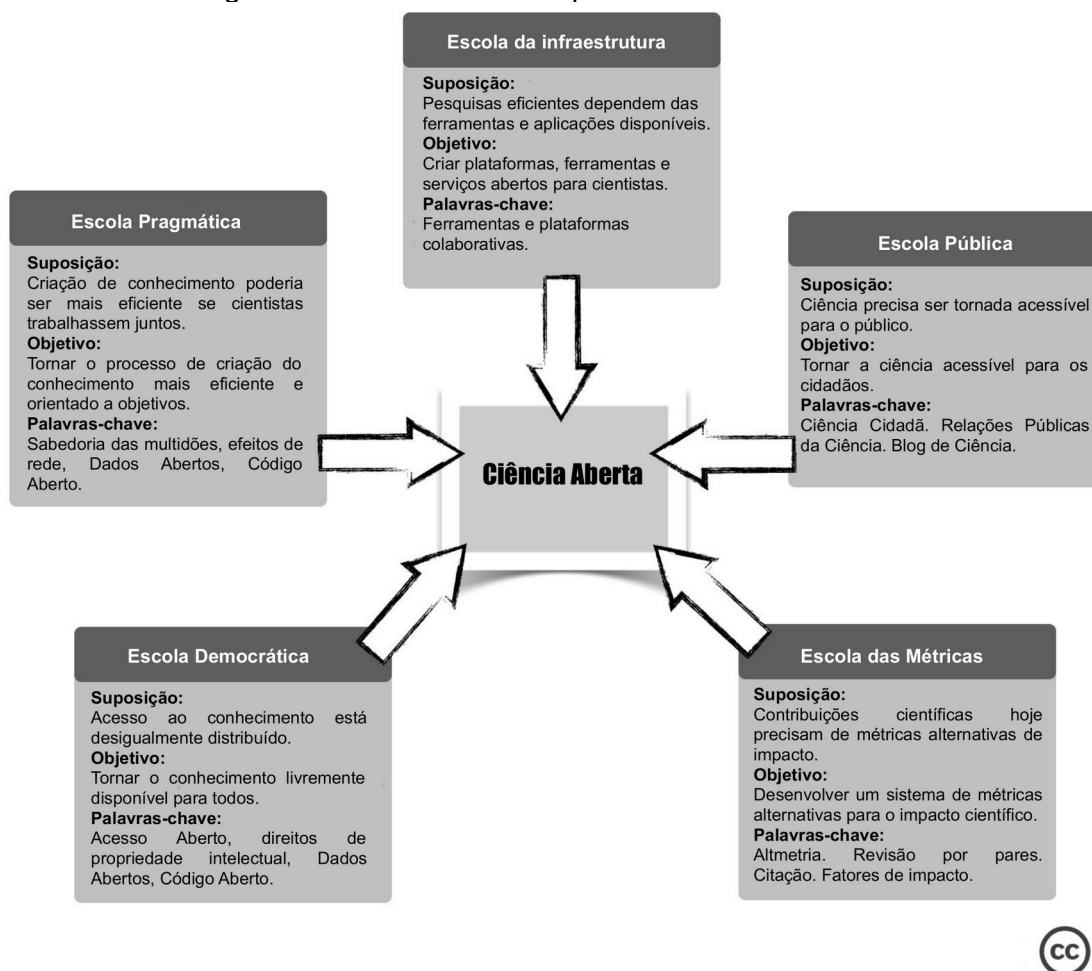 Escola da infraestrutura
Suposição:
Pesquisas eficientes dependem das
ferramentas e aplicações disponíveis.
Objetivo:
Criar plataformas, ferramentas e
serviços abertos para cientistas.
Palavras-chave:
Ferramentas e plataformas
colaborativas.
Escola Pragmática
Suposição:
Criação de conhecimento poderia
ser mais eficiente se cientistas
trabalhassem juntos.
Objetivo:
Tornar o processo de criação do
conhecimento mais eficiente e
orientado a objetivos.
Palavras-chave:
Sabedoria das multidões, efeitos de
rede, Dados Abertos, Código
Aberto.
Escola Pública
Suposição:
Ciência precisa ser tornada acessível
para o público.
Objetivo:
Tornar a ciência acessível para os
cidadãos.
Palavras-chave:
Ciência Cidadã. Relações Públicas
da Ciência. Blog de Ciência.
Ciência Aberta
Escola Democrática
Suposição:
Acesso ao conhecimento está
desigualmente distribuído.
Objetivo:
Tornar o conhecimento livremente
disponível para todos.
Palavras-chave:
Acesso Aberto, direitos de
propriedade intelectual, Dados
Abertos, Código Aberto.
Escola das Métricas
Suposição:
Contribuições científicas hoje
precisam de métricas alternativas de
impacto.
Objetivo:
Desenvolver um sistema de métricas
alternativas para o impacto científico.
Palavras-chave:
Altmetria. Revisão por pares.
Citação. Fatores de impacto.
cc